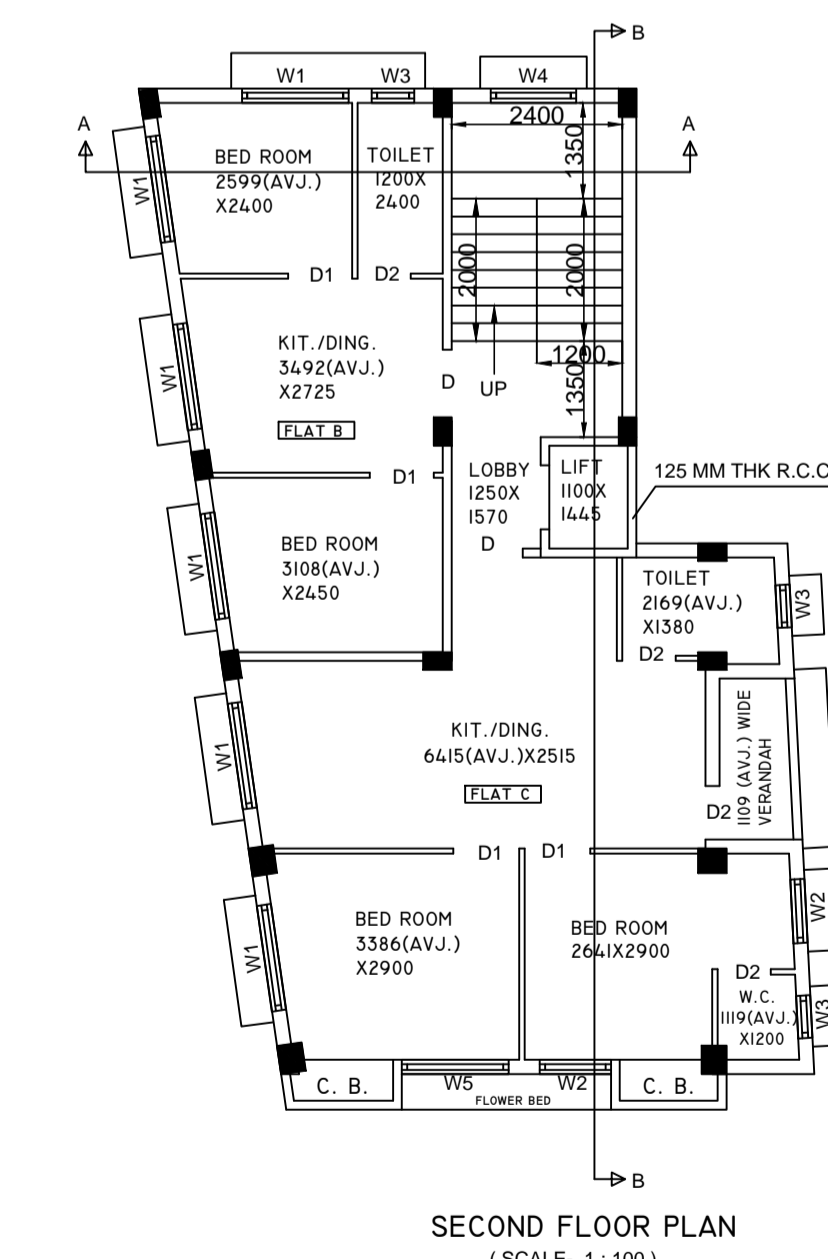 B
W1
W3
W4
A
A
2400
1350
BED ROOM
2599(AVJ.)
X2400
TOILET
1200X
2400
W1
2000
2000
D1
D2
KIT./DING.
3492(AVJ.)
X2725
FLAT B
W1
D
UP
1200
1350
D1
LOBBY
1250X
1570
D
LIFT
1100X
1445
125 MM THK R.C.C
BED ROOM
3108(AVJ.)
X2450
W1
TOILET
2169(AVJ.)
X1380
W3
D2
KIT./DING.
6415(AVJ.)X2515
FLAT C
W1
1109 (AVJ.) WIDE
VERANDAH
D2
D1
D1
BED ROOM
3386(AVJ.)
X2900
W1
BED ROOM
2641X2900
W2
D2
W.C.
1119(AVJ.)
X1200
W3
C. B.
W5
W2
C. B.
FLOWER BED
B
SECOND FLOOR PLAN
( SCALE- 1 : 100 )